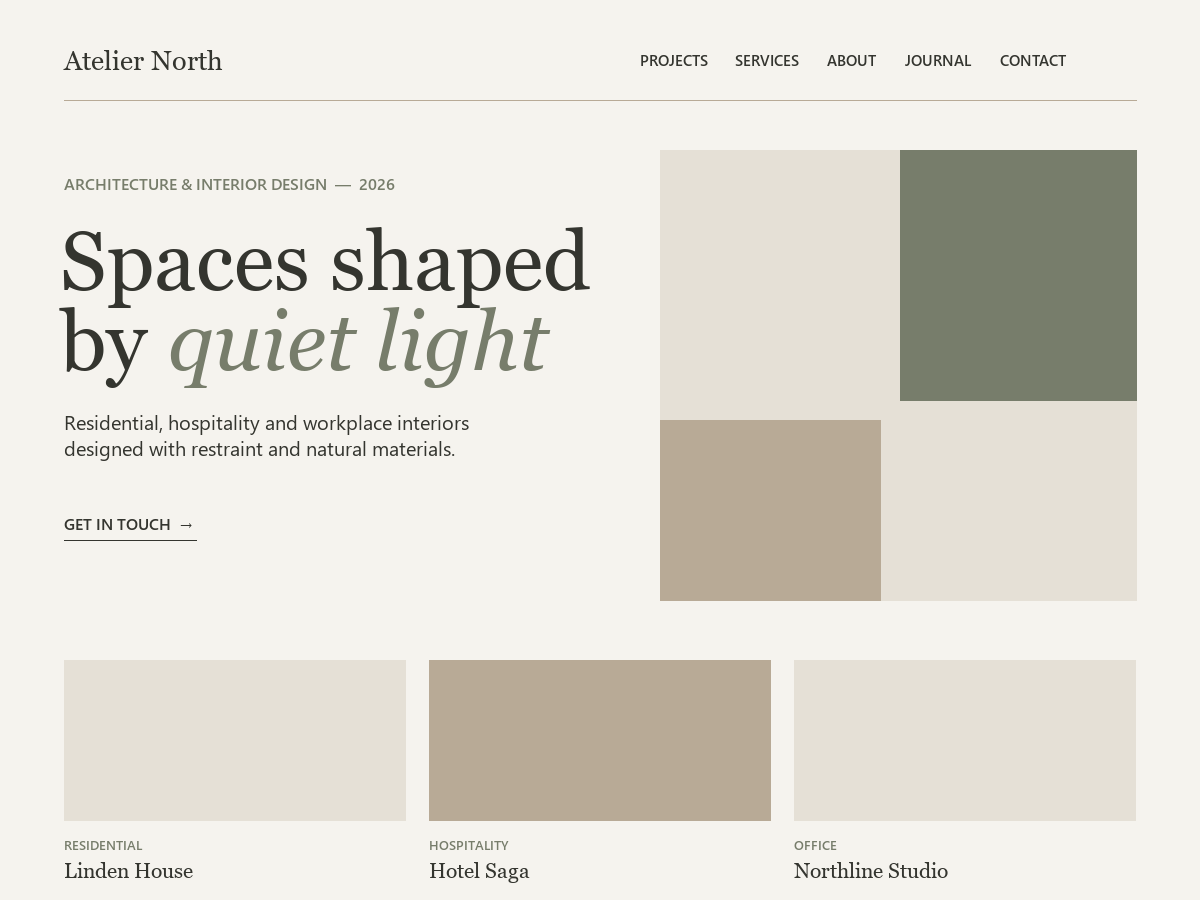 Atelier North
PROJECTS SERVICES ABOUT JOURNAL CONTACT
ARCHITECTURE & INTERIOR DESIGN — 2026
Spaces shaped
by quiet light
Residential, hospitality and workplace interiors
designed with restraint and natural materials.
GET IN TOUCH →
RESIDENTIAL
Linden House
HOSPITALITY
Hotel Saga
OFFICE
Northline Studio